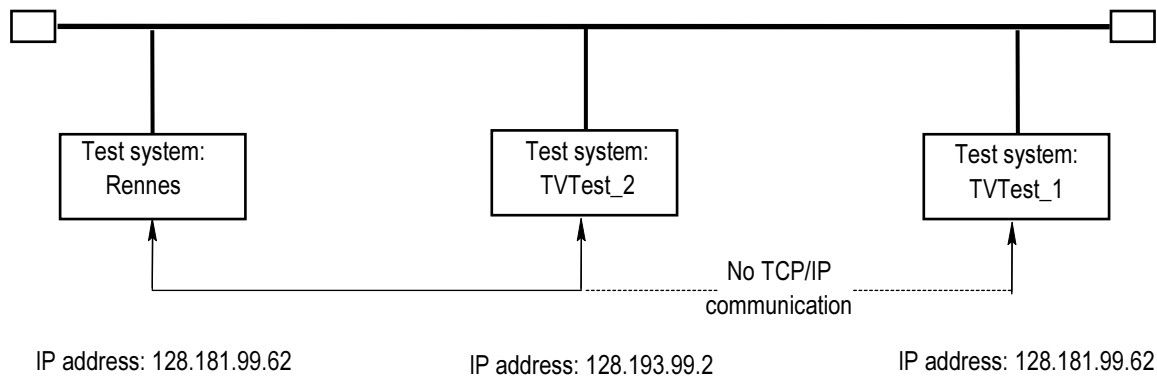 Test system:
Rennes
Test system:
TVTest_2
Test system:
TVTest_1
No TCP/IP
communication
IP address: 128.181.99.62
IP address: 128.193.99.2
IP address: 128.181.99.62